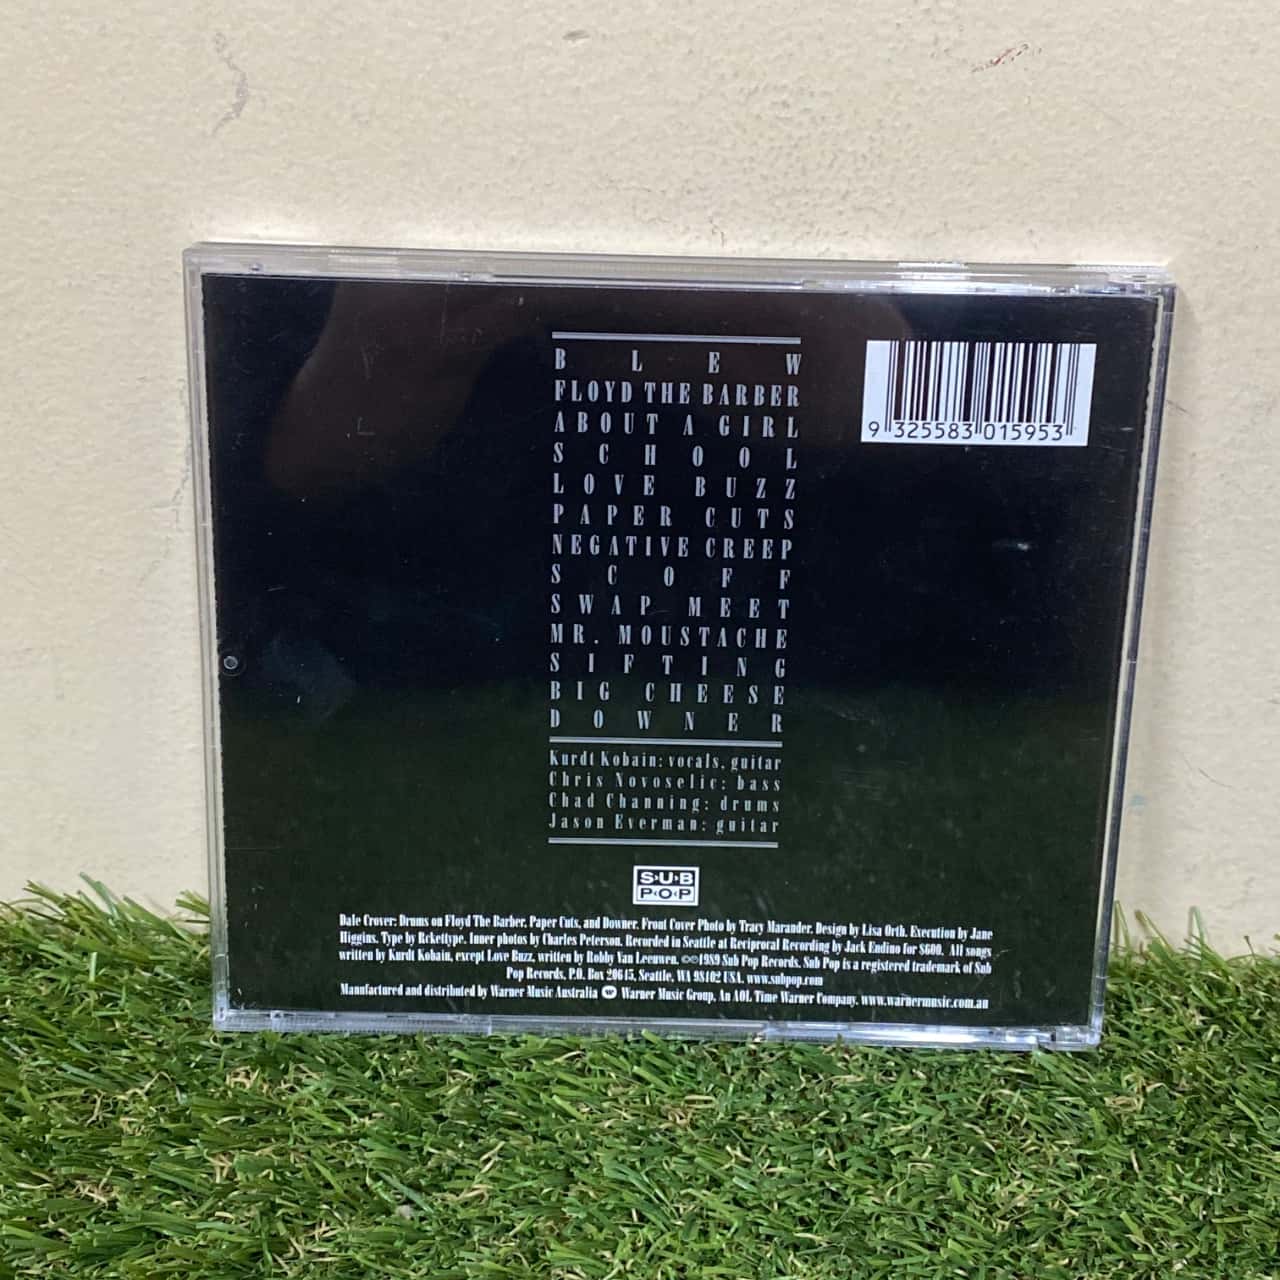 BLEW
FLOYD THE BARBER
ABOUT A GIRL
SCHOOL
LOVE BUZZ
PAPER CUTS
NEGATIVE CREEP
SCOFF
SWAP MEET
MR. MOUSTACHE
SIFTING
BIG CHEESE
DOWNER
9 325583 015953
Kurdt Kobain: vocals, guitar
Chris Novoselic: bass
Chad Channing: drums
Jason Everman: guitar
SUB
POP
Dale Crover: Drums on Floyd The Barber, Paper Cuts, and Downer. Front Cover Photo by Tracy Marander. Design by Lisa Orth. Execution by Jane
Higgins. Type by Rckettype. Inner photos by Charles Peterson. Recorded in Seattle at Reciprocal Recording by Jack Endino for $600. All songs
written by Kurdt Kobain, except Love Buzz, written by Robby Van Leeuwen. ©℗1989 Sub Pop Records. Sub Pop is a registered trademark of Sub
Pop Records, P.O. Box 20645, Seattle, WA 98102 USA. www.subpop.com
Manufactured and distributed by Warner Music Australia Warner Music Group, An AOL Time Warner Company. www.warnermusic.com.au